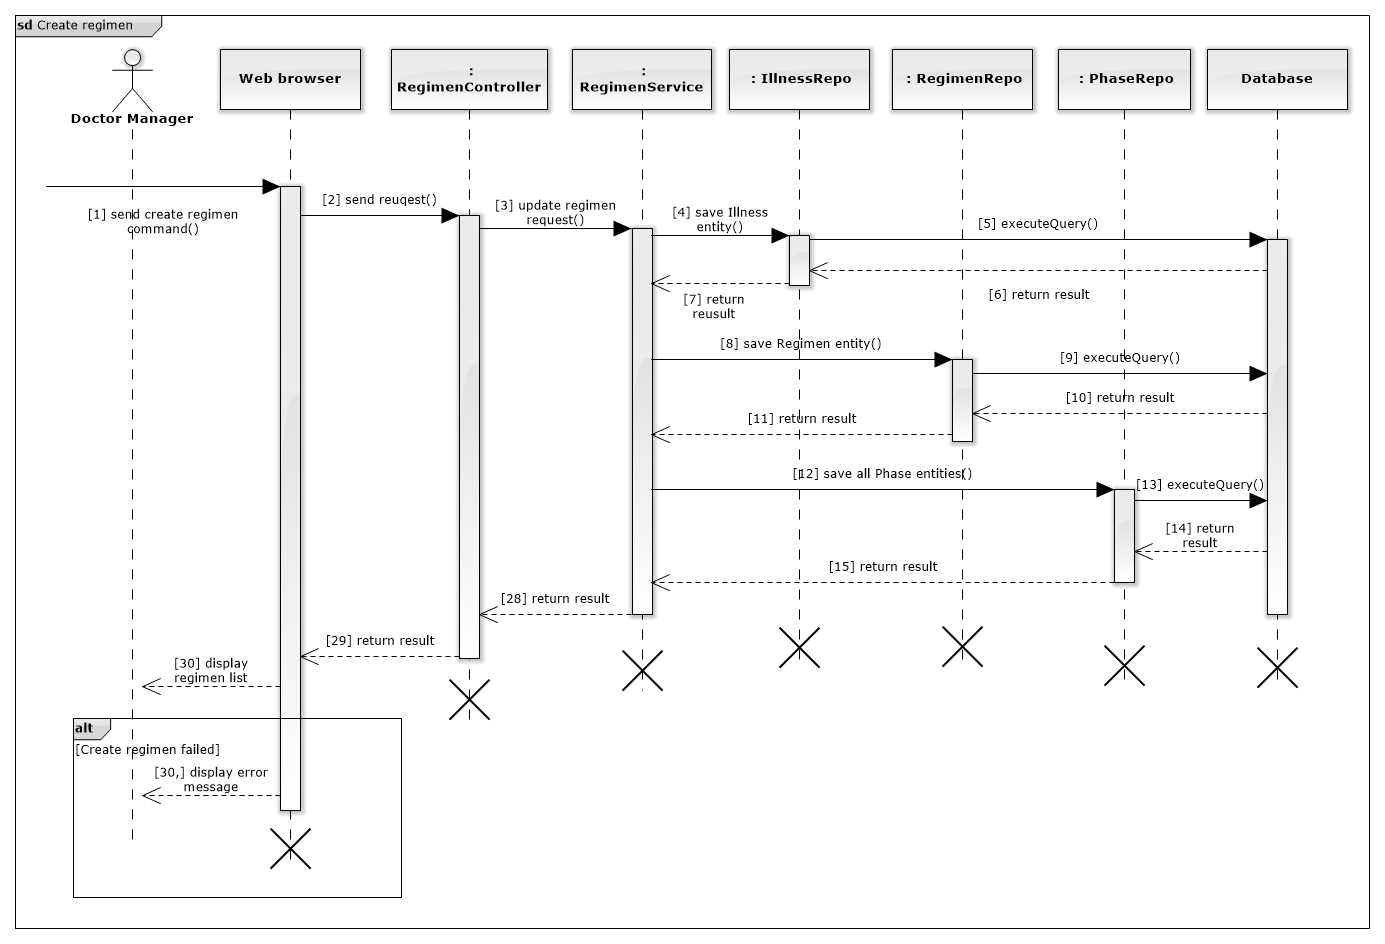 sd Create regimen
Doctor Manager
Web browser
:
RegimenController
:
RegimenService
: IllnessRepo
: RegimenRepo
: PhaseRepo
Database
[1] send create regimen
command()
[2] send reuqest()
[3] update regimen
request()
[4] save Illness
entity()
[5] executeQuery()
[6] return result
[7] return
reusult
[8] save Regimen entity()
[9] executeQuery()
[10] return result
[11] return result
[12] save all Phase entities()
[13] executeQuery()
[14] return
result
[15] return result
[28] return result
[29] return result
[30] display
regimen list
alt
[Create regimen failed]
[30,] display error
message